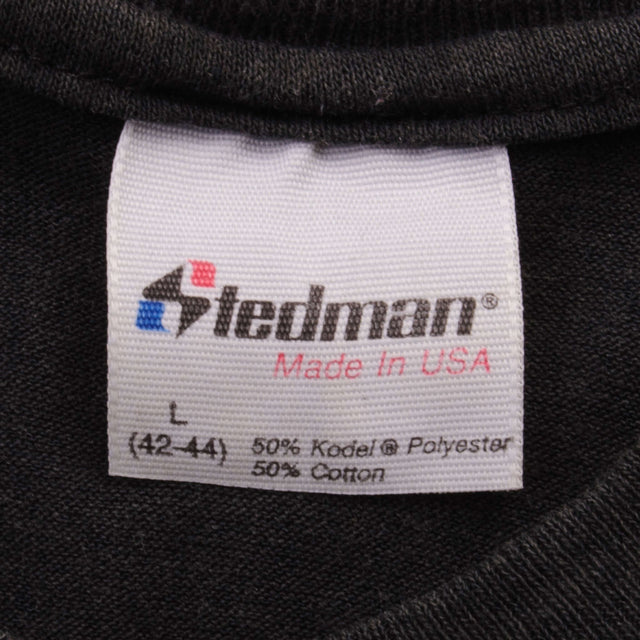 Stedman®
Made In USA
L
(42-44)
50% Kodel® Polyester
50% Cotton